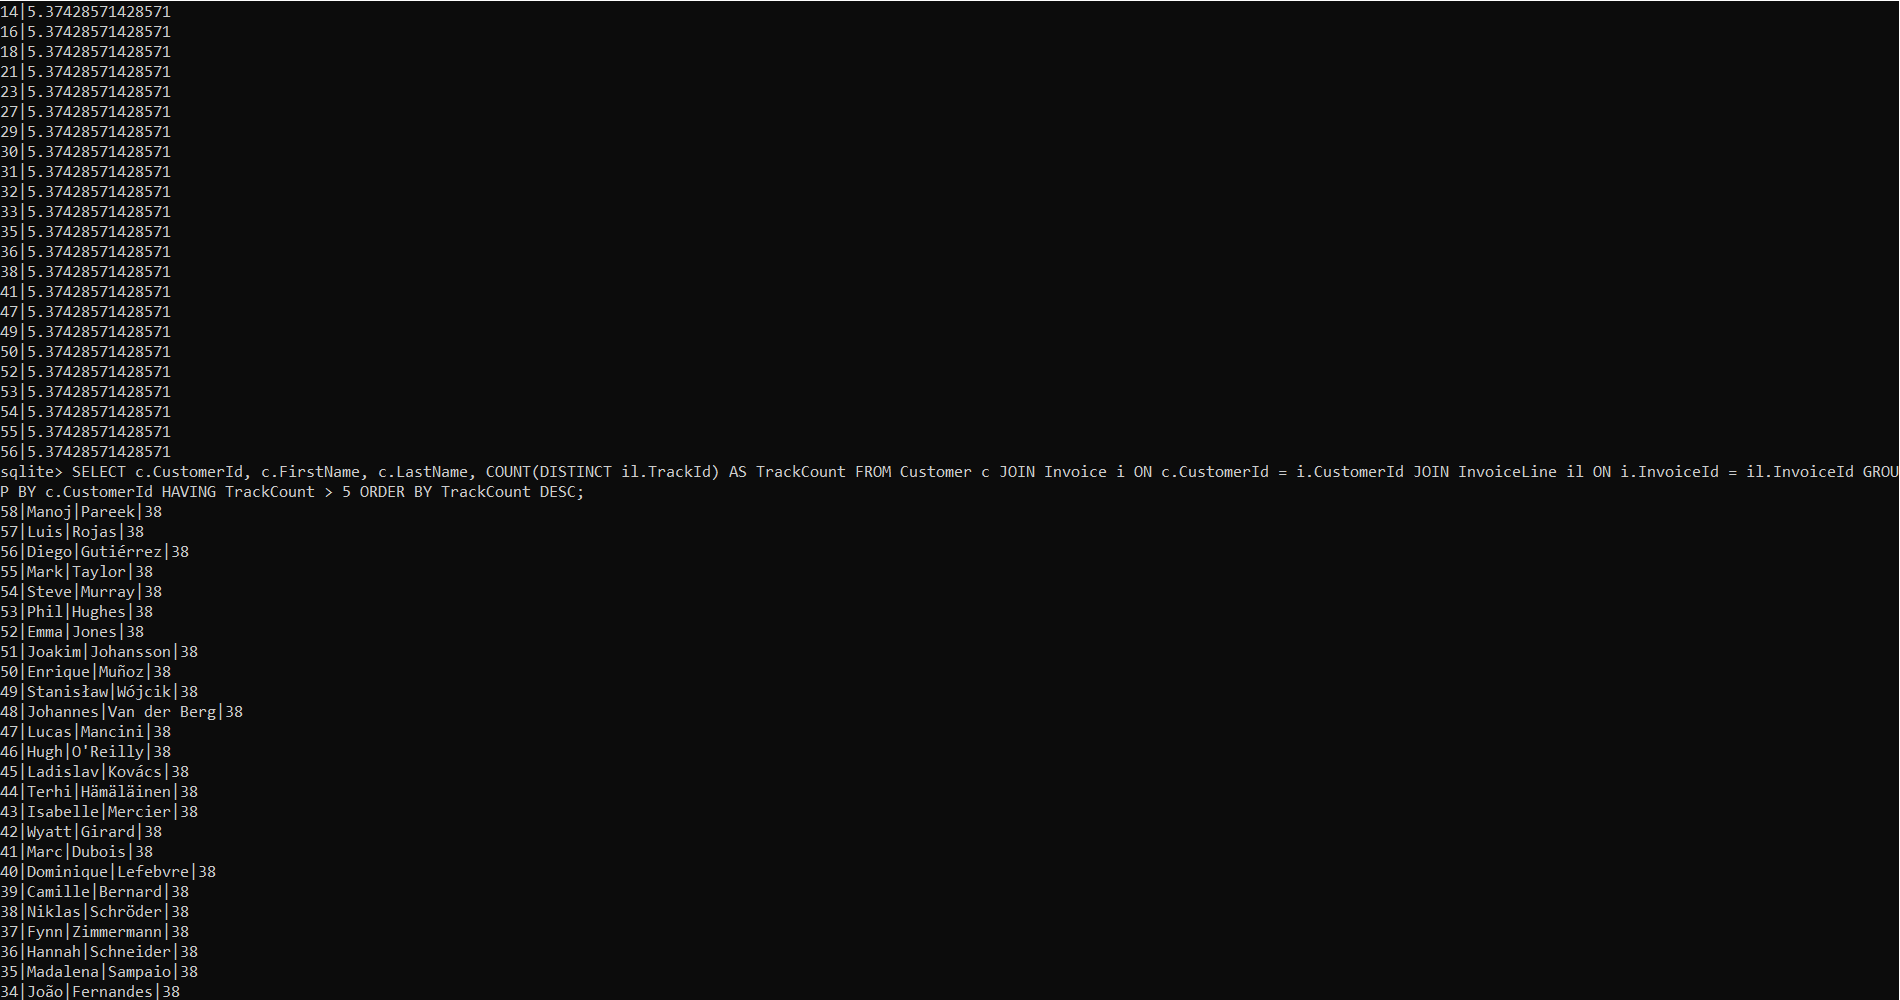 14|5.37428571428571
16|5.37428571428571
18|5.37428571428571
21|5.37428571428571
23|5.37428571428571
27|5.37428571428571
29|5.37428571428571
30|5.37428571428571
31|5.37428571428571
32|5.37428571428571
33|5.37428571428571
35|5.37428571428571
36|5.37428571428571
38|5.37428571428571
41|5.37428571428571
47|5.37428571428571
49|5.37428571428571
50|5.37428571428571
52|5.37428571428571
53|5.37428571428571
54|5.37428571428571
55|5.37428571428571
56|5.37428571428571
sqlite> SELECT c.CustomerId, c.FirstName, c.LastName, COUNT(DISTINCT il.TrackId) AS TrackCount FROM Customer c JOIN Invoice i ON c.CustomerId = i.CustomerId JOIN InvoiceLine il ON i.InvoiceId = il.InvoiceId GROU
P BY c.CustomerId HAVING TrackCount > 5 ORDER BY TrackCount DESC;
58|Manoj|Pareek|38
57|Luis|Rojas|38
56|Diego|Gutiérrez|38
55|Mark|Taylor|38
54|Steve|Murray|38
53|Phil|Hughes|38
52|Emma|Jones|38
51|Joakim|Johansson|38
50|Enrique|Muñoz|38
49|Stanisław|Wójcik|38
48|Johannes|Van der Berg|38
47|Lucas|Mancini|38
46|Hugh|O'Reilly|38
45|Ladislav|Kovács|38
44|Terhi|Hämäläinen|38
43|Isabelle|Mercier|38
42|Wyatt|Girard|38
41|Marc|Dubois|38
40|Dominique|Lefebvre|38
39|Camille|Bernard|38
38|Niklas|Schröder|38
37|Fynn|Zimmermann|38
36|Hannah|Schneider|38
35|Madalena|Sampaio|38
34|João|Fernandes|38